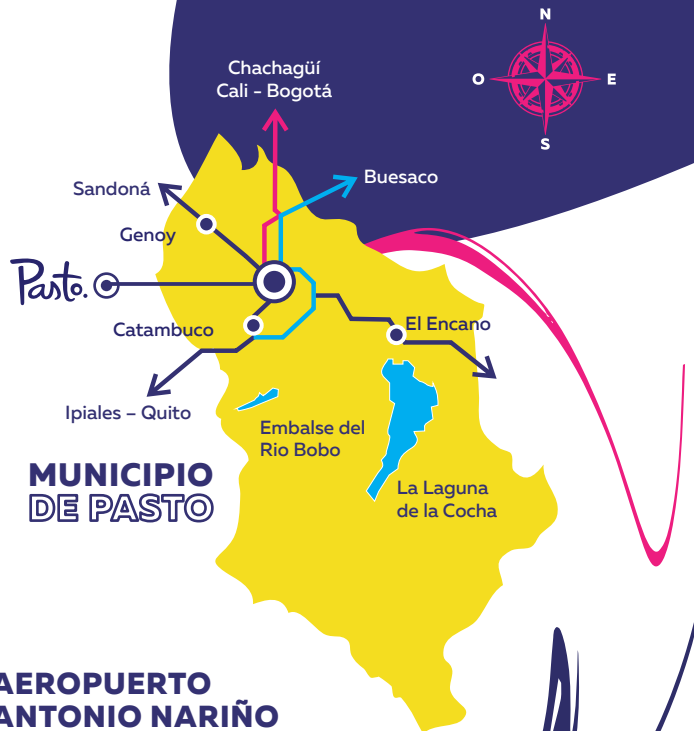 N
Chachagüí
Cali - Bogotá
O
E
S
Buesaco
Sandoná
Genoy
Pasto.
Catambuco
El Encano
Ipiales – Quito
Embalse del
Rio Bobo
MUNICIPIO
DE PASTO
La Laguna
de la Cocha
AEROPUERTO
ANTONIO NARIÑO